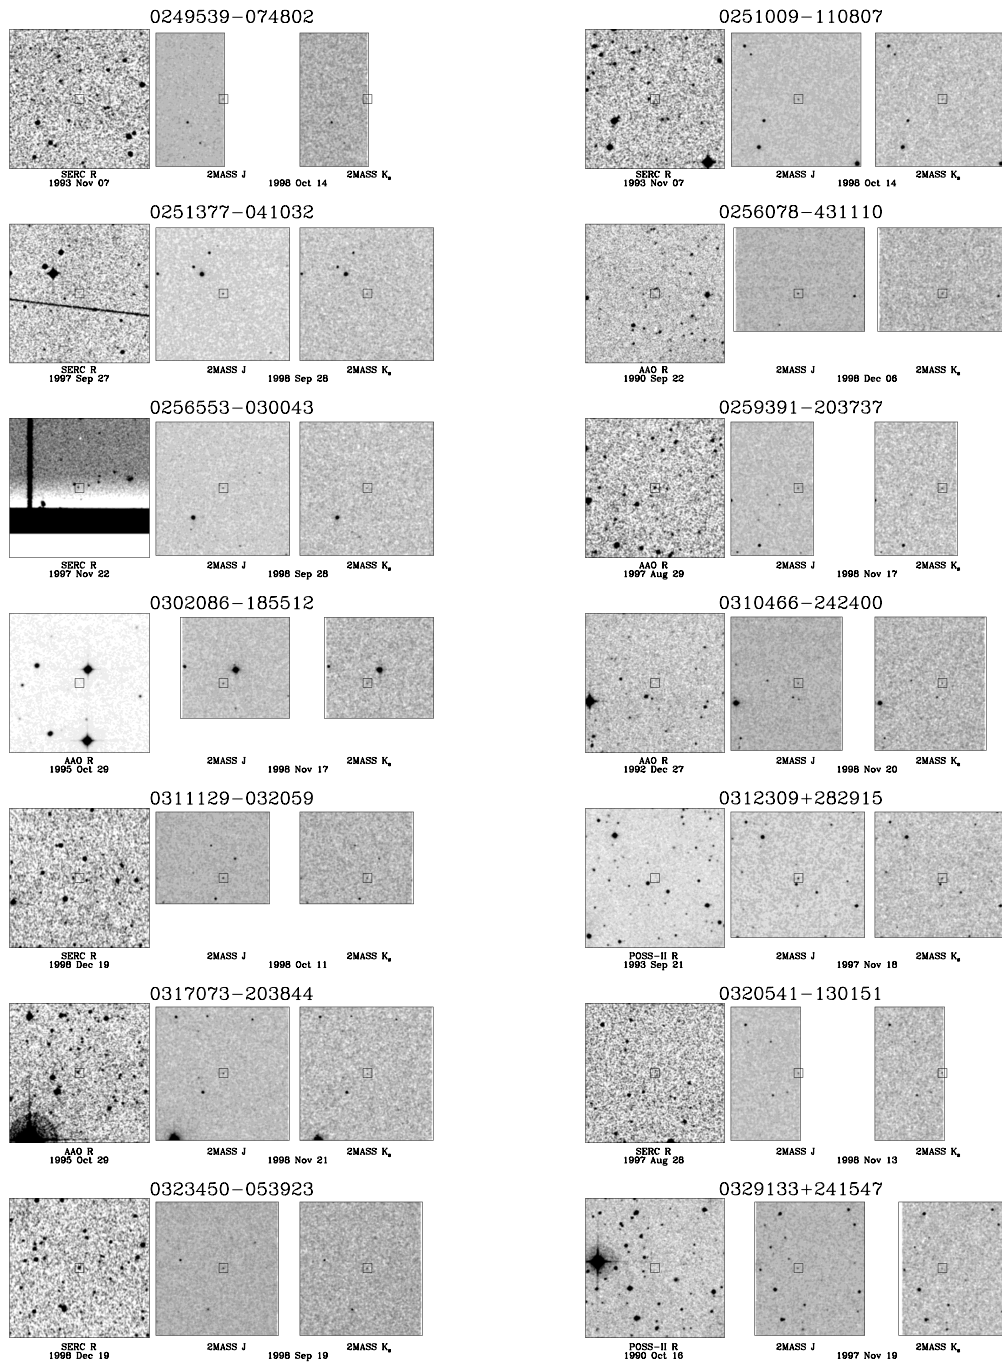 0249539-074802
SERC R 2MASS J 2MASS Ks
1993 Nov 07 1998 Oct 14
0251009-110807
SERC R 2MASS J 2MASS Ks
1993 Nov 07 1998 Oct 14
0251377-041032
SERC R 2MASS J 2MASS Ks
1997 Sep 27 1998 Sep 28
0256078-431110
AAO R 2MASS J 2MASS Ks
1990 Sep 22 1998 Dec 06
0256553-030043
SERC R 2MASS J 2MASS Ks
1997 Nov 22 1998 Sep 28
0259391-203737
AAO R 2MASS J 2MASS Ks
1997 Aug 29 1998 Nov 17
0302086-185512
AAO R 2MASS J 2MASS Ks
1995 Oct 29 1998 Nov 17
0310466-242400
AAO R 2MASS J 2MASS Ks
1992 Dec 27 1998 Nov 20
0311129-032059
SERC R 2MASS J 2MASS Ks
1998 Dec 19 1998 Oct 11
0312309+282915
POSS-II R 2MASS J 2MASS Ks
1993 Sep 21 1997 Nov 18
0317073-203844
AAO R 2MASS J 2MASS Ks
1995 Oct 29 1998 Nov 21
0320541-130151
SERC R 2MASS J 2MASS Ks
1997 Aug 28 1998 Nov 13
0323450-053923
SERC R 2MASS J 2MASS Ks
1998 Dec 19 1998 Sep 19
0329133+241547
POSS-II R 2MASS J 2MASS Ks
1990 Oct 16 1997 Nov 19